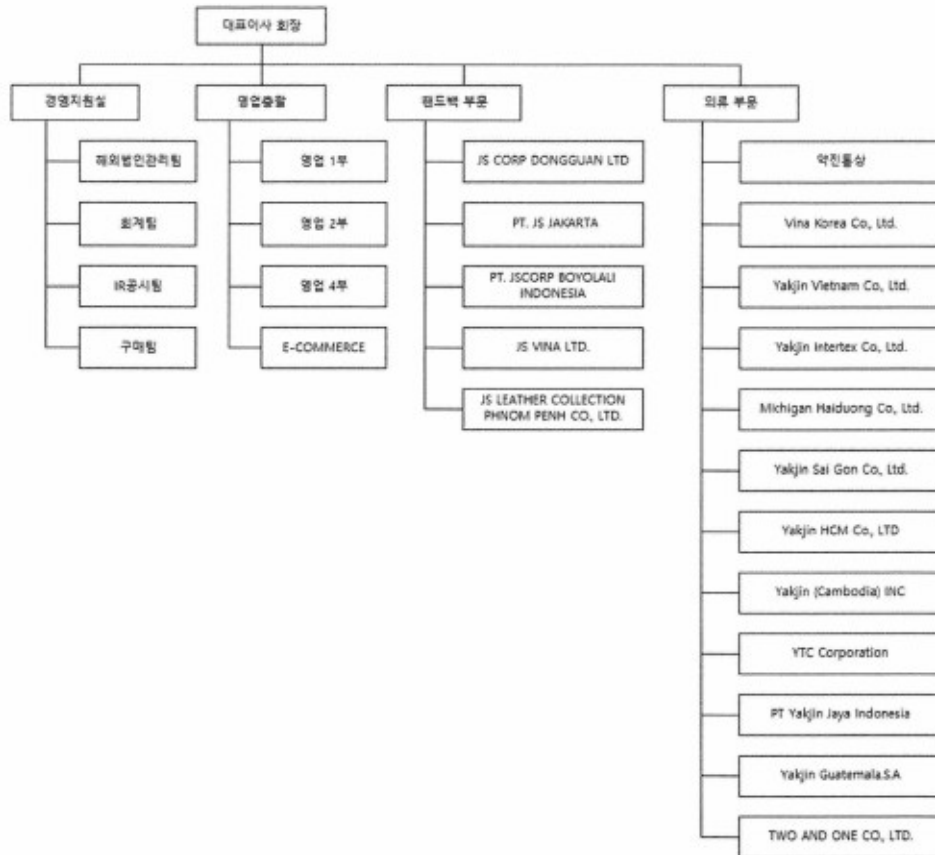 대표이사 회장
경영지원실
영업총괄
핸드백 부문
의류 부문
해외법인관리팀
회계팀
IR공시팀
구매팀
영업 1부
영업 2부
영업 4부
E-COMMERCE
JS CORP DONGGUAN LTD
PT. JS JAKARTA
PT. JSCORP BOYOLALI
INDONESIA
JS VINA LTD.
JS LEATHER COLLECTION
PHNOM PENH CO., LTD.
약진통상
Vina Korea Co., Ltd.
Yakjin Vietnam Co., Ltd.
Yakjin Intertex Co., Ltd.
Michigan Haiduong Co., Ltd.
Yakjin Sai Gon Co., Ltd.
Yakjin HCM Co., LTD
Yakjin (Cambodia) INC
YTC Corporation
PT Yakjin Jaya Indonesia
Yakjin Guatemala.S.A
TWO AND ONE CO., LTD.